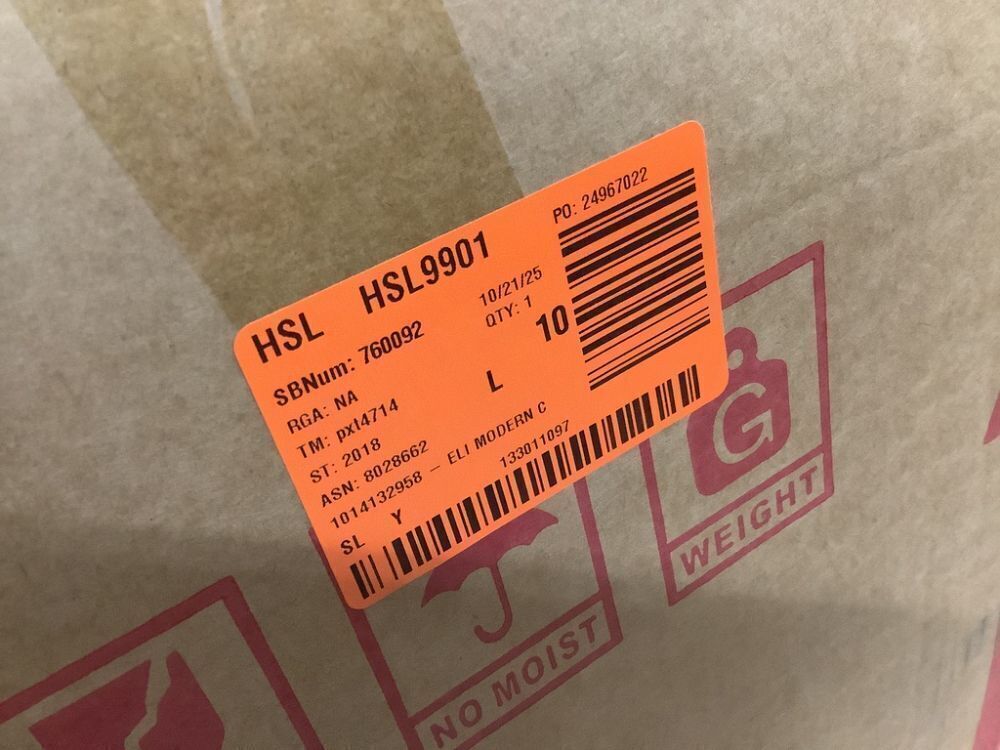 HSL HSL9901
PO: 24967022
SBNum: 760092
10/21/25
RGA: NA
QTY: 1
10
TM: pxt4714
L
ST: 2018
ASN: 8028662
1014132958 - ELI MODERN C
SL Y
133011097
G
WEIGHT
NO MOIST